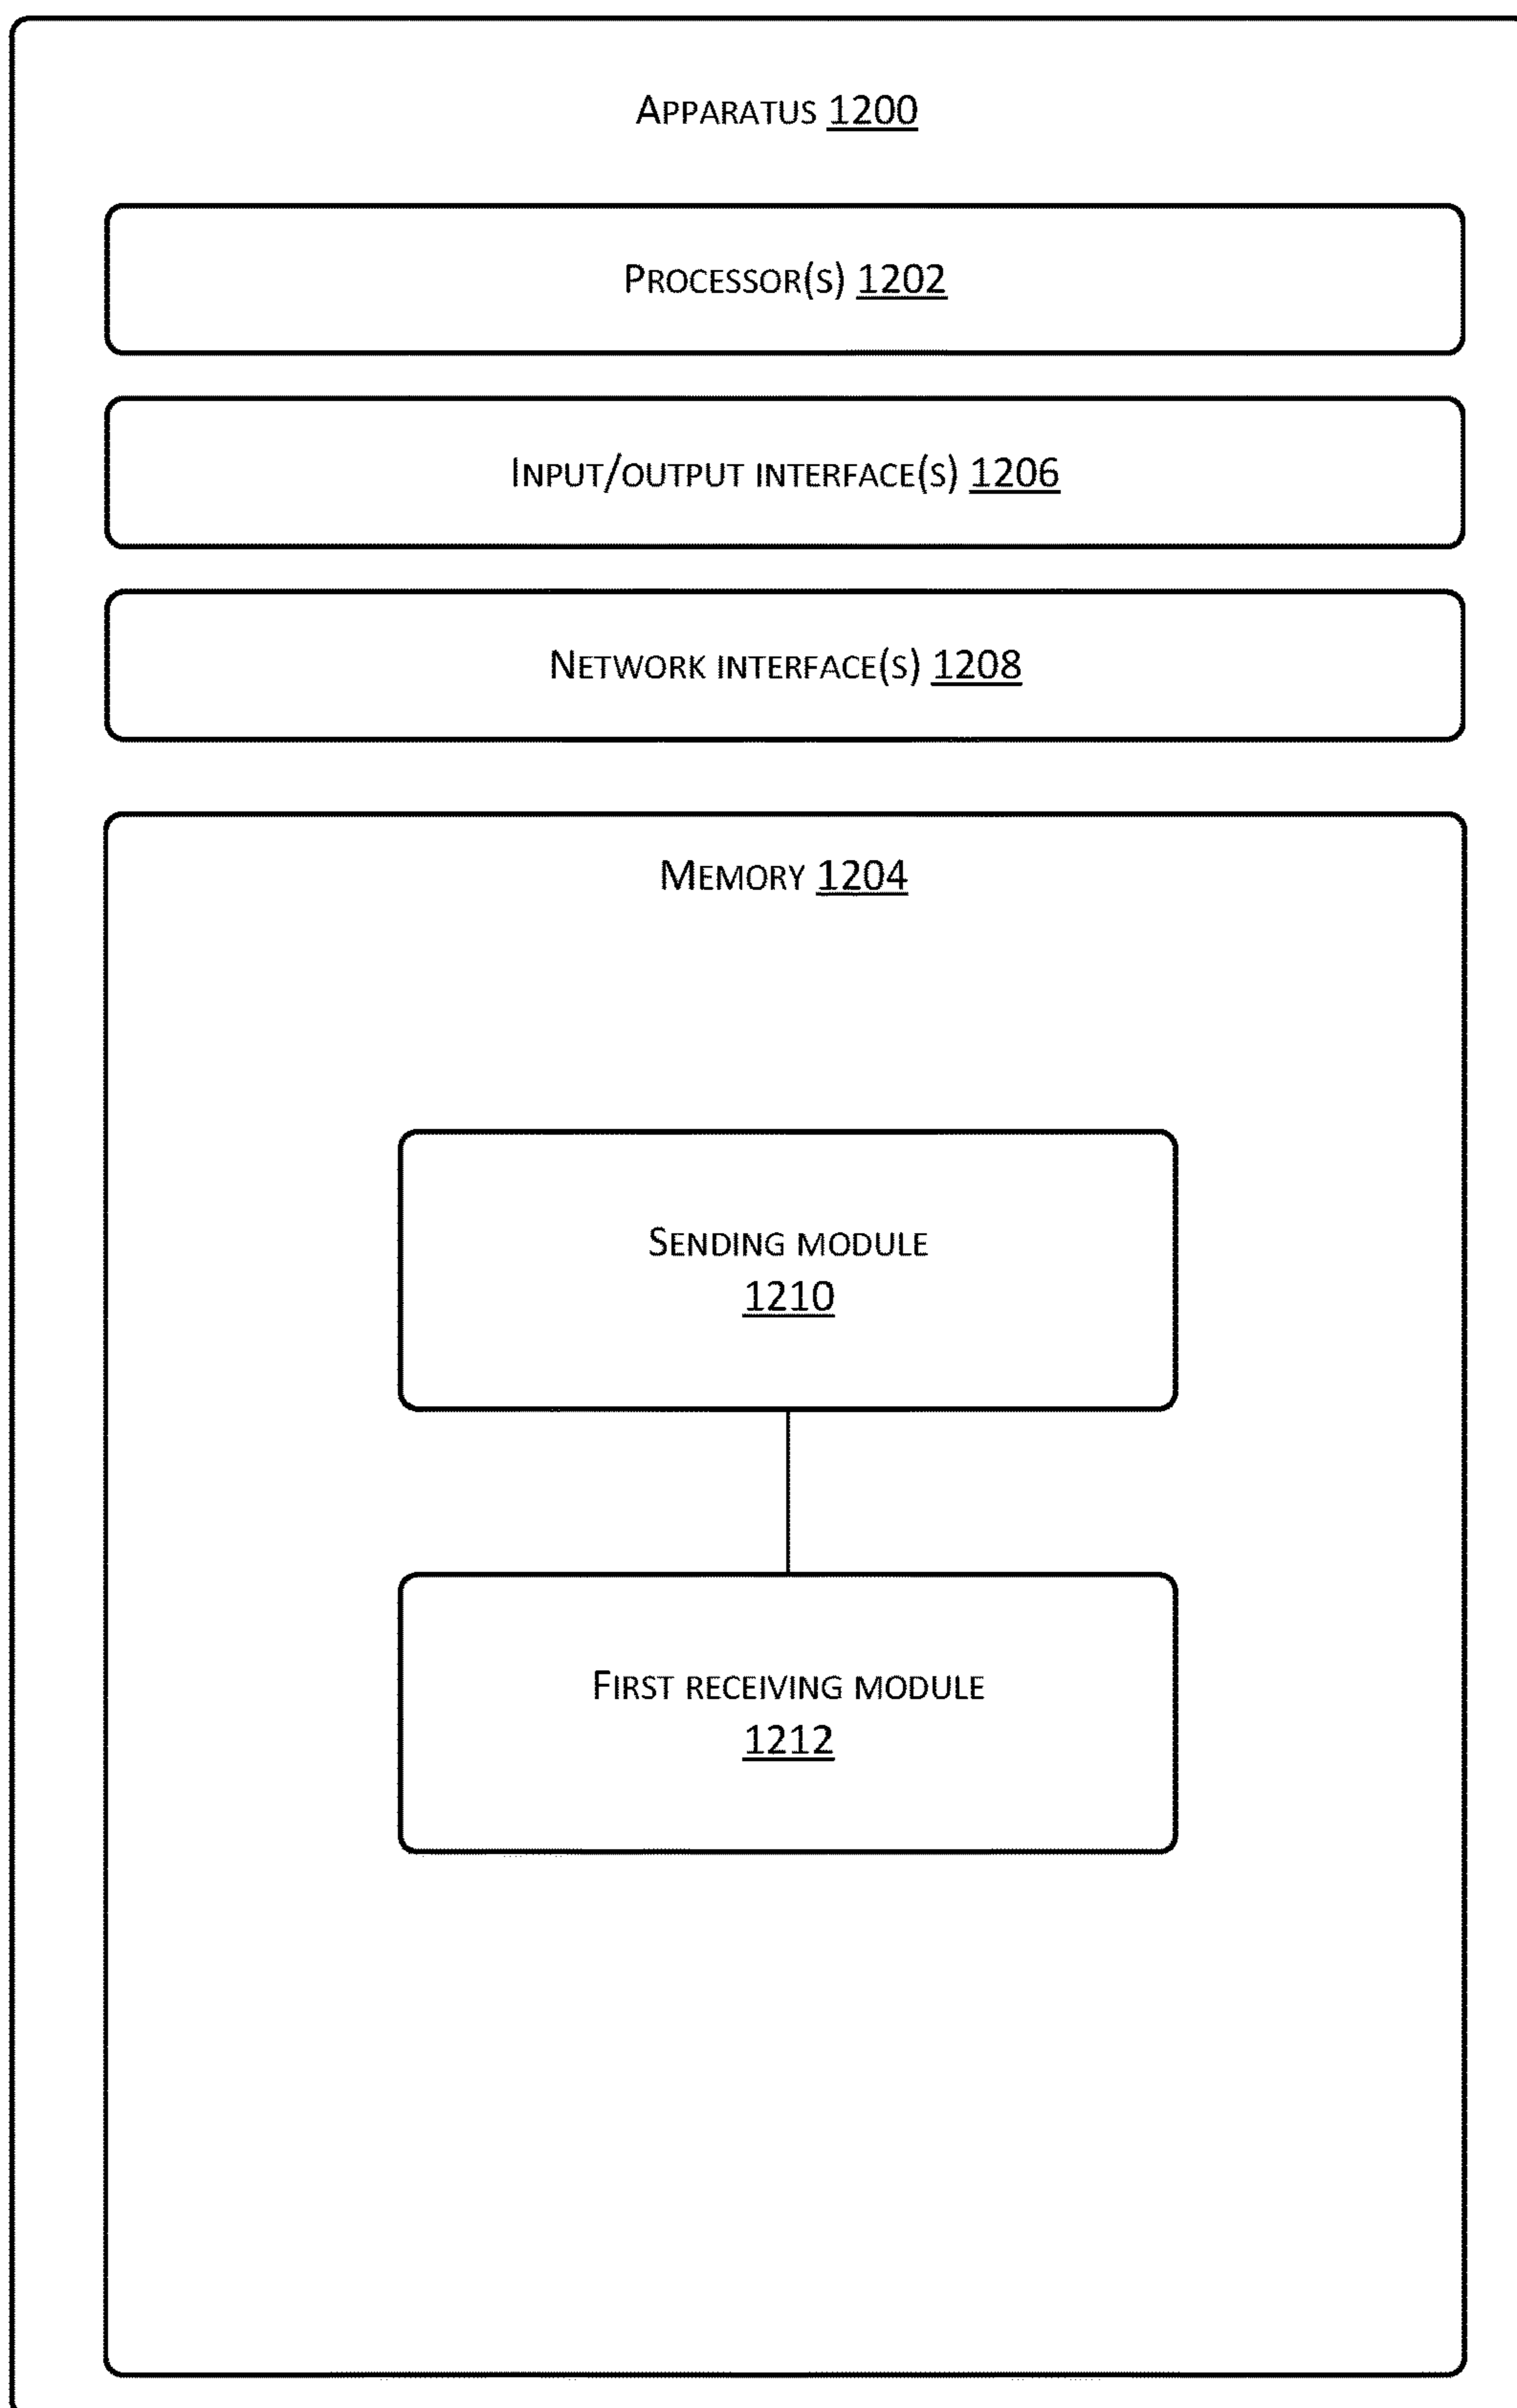 APPARATUS 1200
PROCESSOR(S) 1202
INPUT/OUTPUT INTERFACE(S) 1206
NETWORK INTERFACE(S) 1208
MEMORY 1204
SENDING MODULE
1210
FIRST RECEIVING MODULE
1212